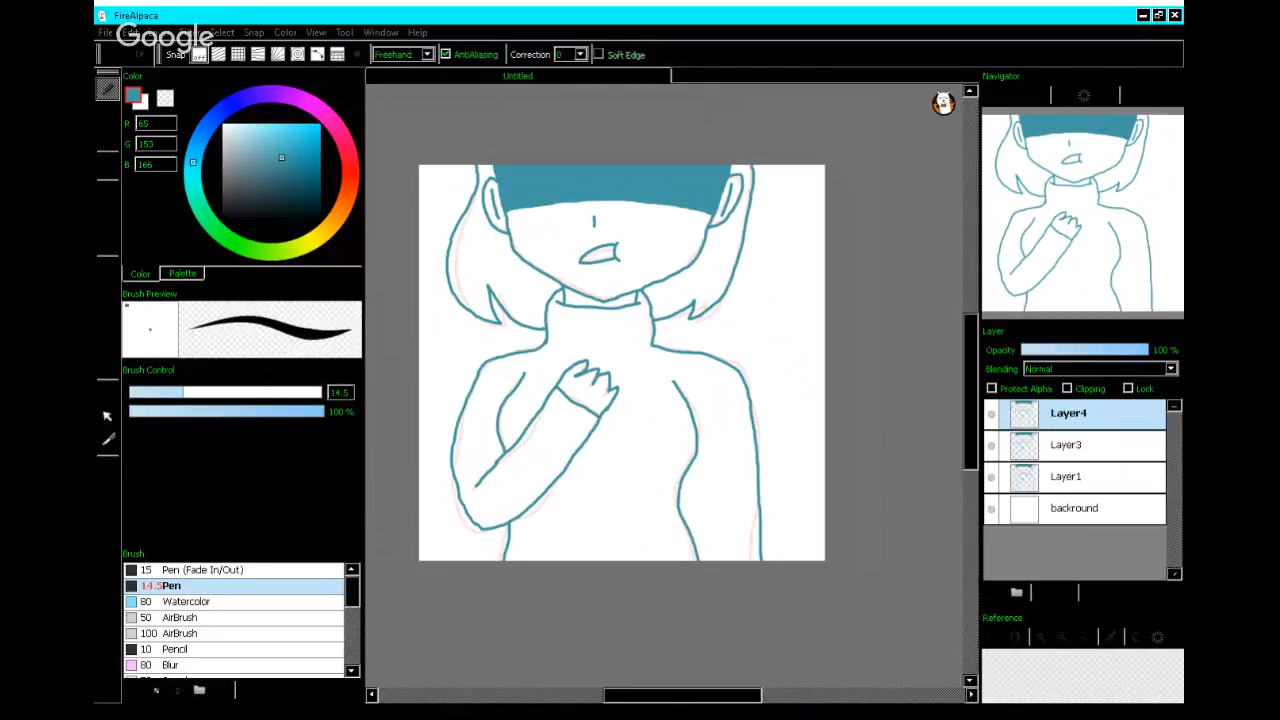 FireAlpaca
File Edit Select Snap Color View Tool Window Help
Google
Snap off Freehand AntiAliasing Correction 0 Soft Edge
Color
Untitled
Navigator
R 65
G 153
B 166
Color Palette
Brush Preview
Brush Control
14.5
100 %
Layer
Opacity 100 %
Blending Normal
Protect Alpha Clipping Lock
Layer4
Layer3
Layer1
backround
Brush
15 Pen (Fade In/Out)
14.5 Pen
80 Watercolor
50 AirBrush
100 AirBrush
10 Pencil
80 Blur
Reference